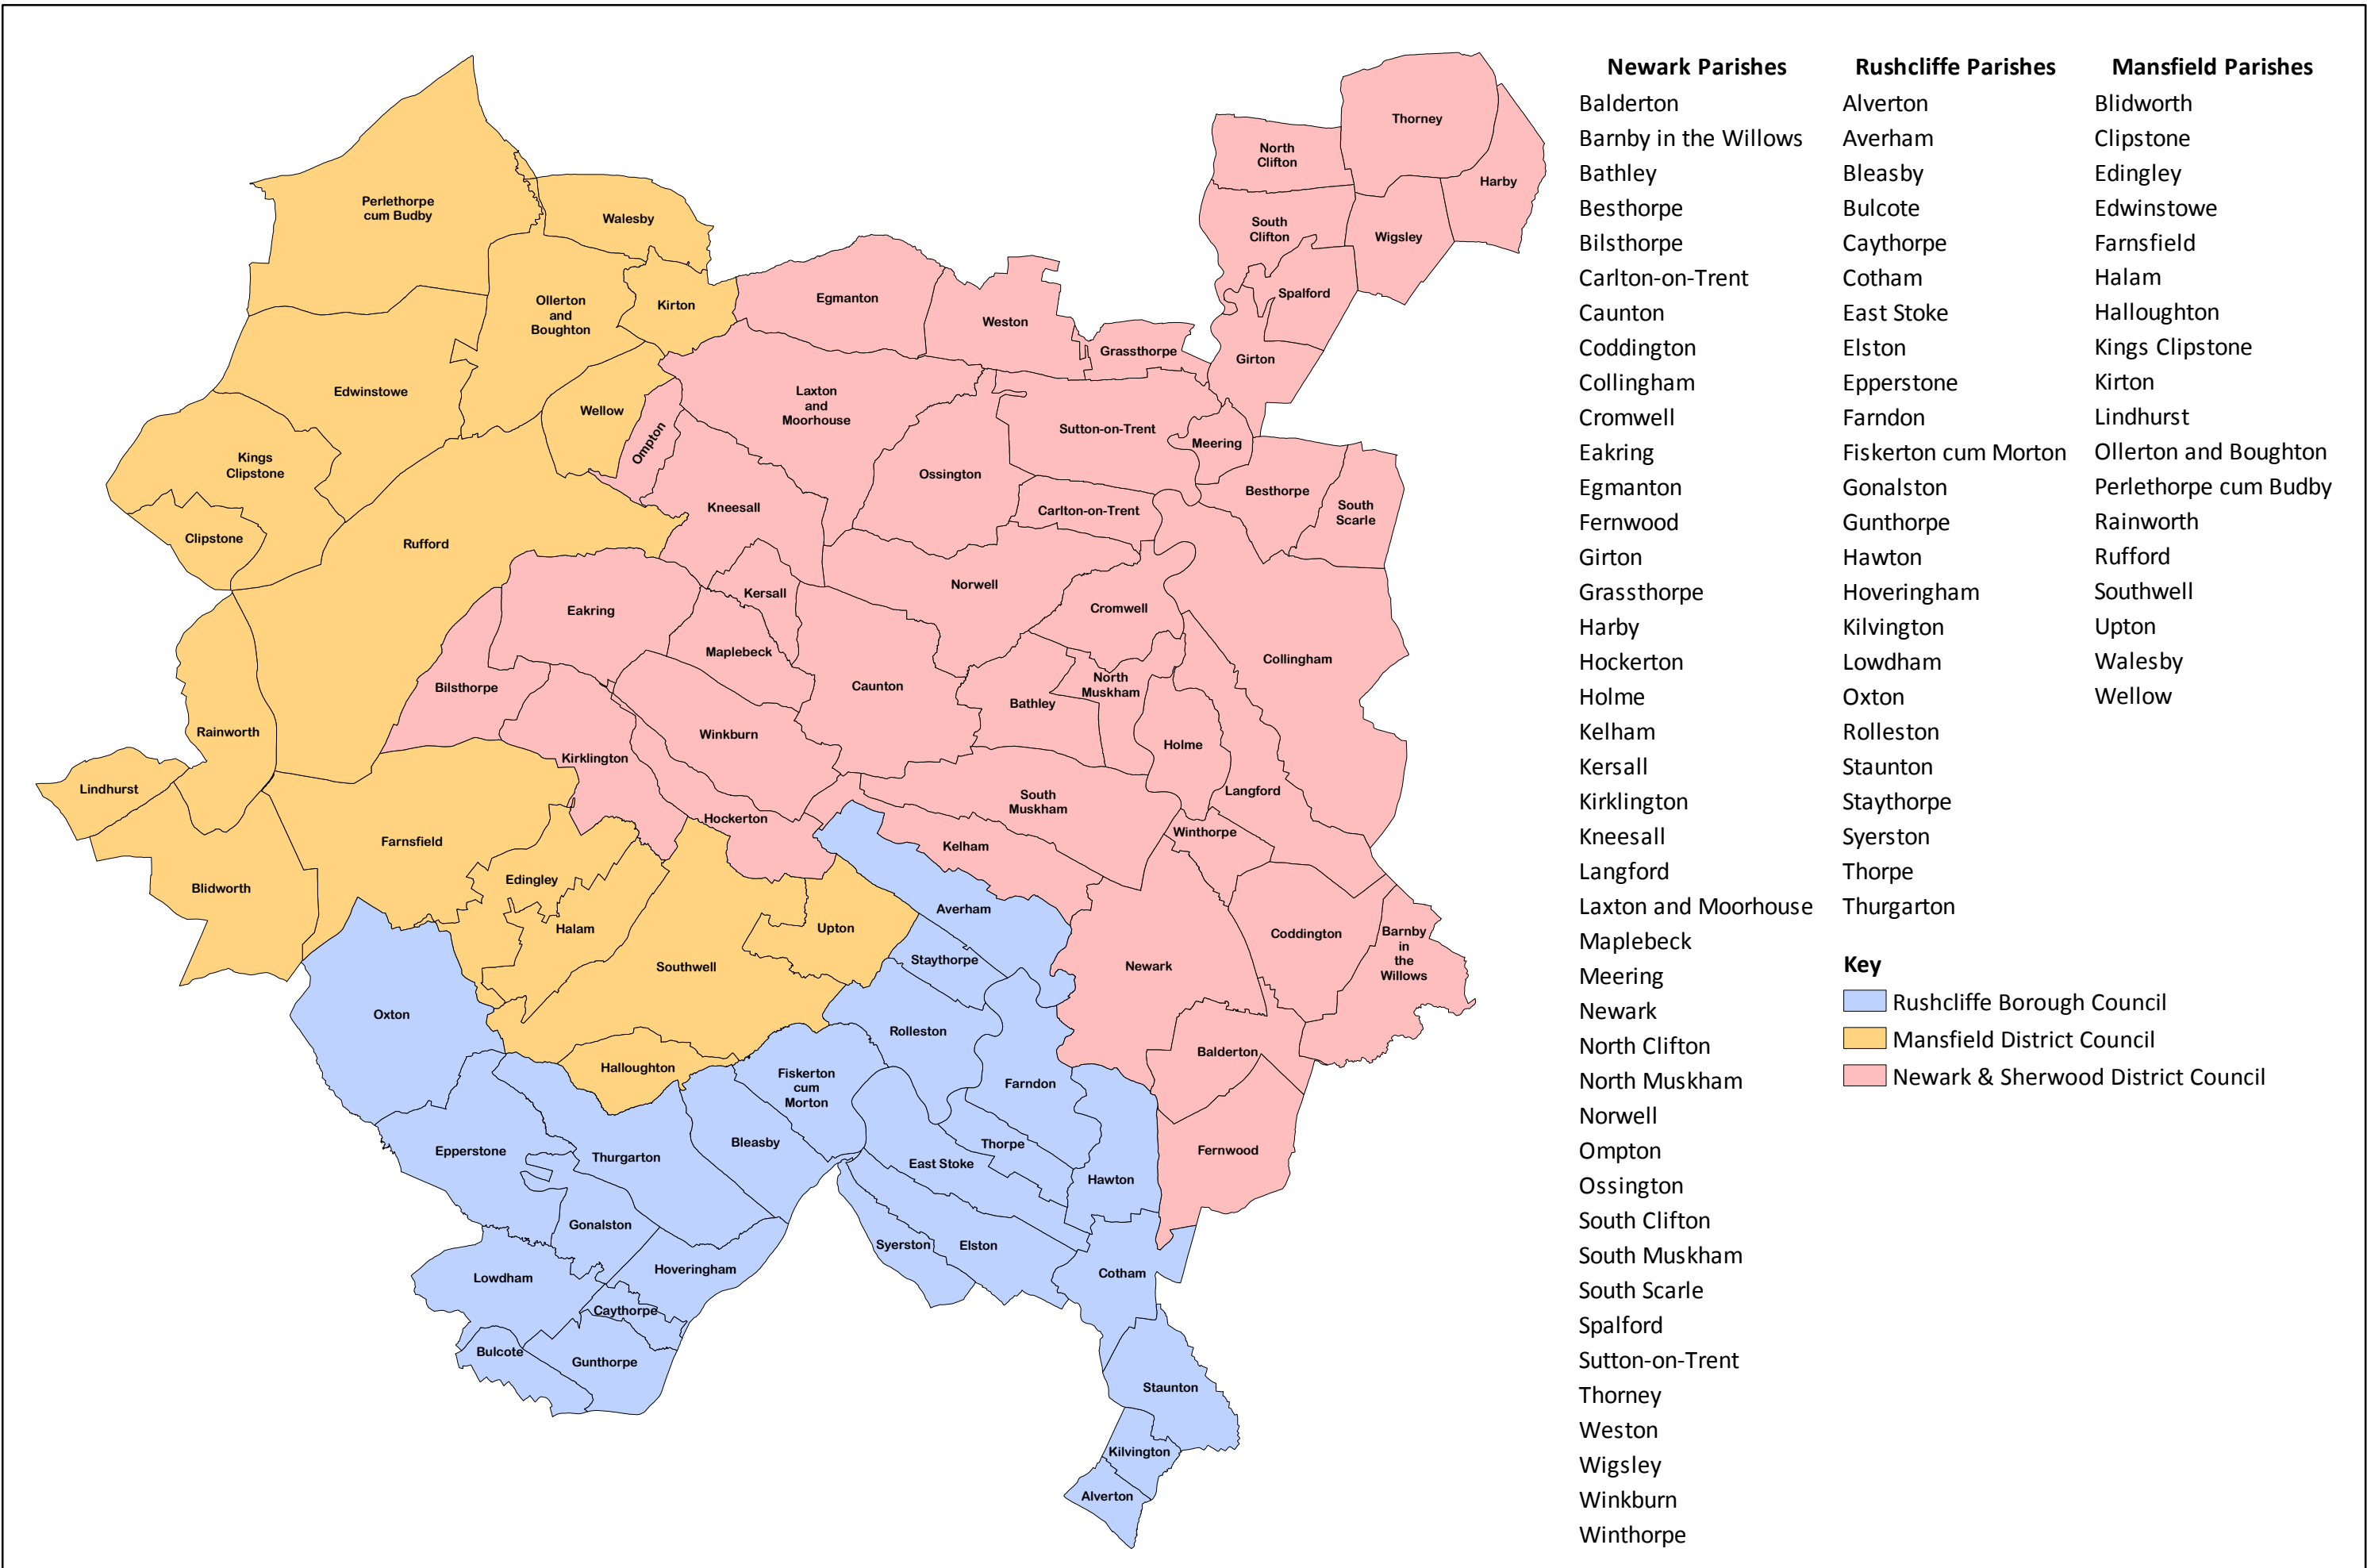 Thorney
North
Clifton
Harby
Perlethorpe
cum Budby
Walesby
South
Clifton
Wigsley
Spalford
Egmanton
Ollerton
and
Boughton
Kirton
Weston
Grassthorpe
Girton
Edwinstowe
Laxton
and
Moorhouse
Wellow
Sutton-on-Trent
Ompton
Meering
Kings
Clipstone
Ossington
Besthorpe
Kneesall
Carlton-on-Trent
South
Scarle
Clipstone
Rufford
Norwell
Kersall
Eakring
Cromwell
Maplebeck
Collingham
Bilsthorpe
Caunton
North
Muskham
Bathley
Rainworth
Winkburn
Holme
Kirklington
Lindhurst
Langford
South
Muskham
Hockerton
Winthorpe
Farnsfield
Kelham
Edingley
Blidworth
Averham
Halam
Upton
Coddington
Barnby
in
the
Willows
Staythorpe
Southwell
Newark
Oxton
Rolleston
Balderton
Halloughton
Fiskerton
cum
Morton
Farndon
Bleasby
Thorpe
Epperstone
Thurgarton
East Stoke
Fernwood
Hawton
Gonalston
Syerston
Elston
Hoveringham
Cotham
Lowdham
Caythorpe
Bulcote
Gunthorpe
Staunton
Kilvington
Alverton
Newark Parishes
Balderton
Barnby in the Willows
Bathley
Besthorpe
Bilsthorpe
Carlton-on-Trent
Caunton
Coddington
Collingham
Cromwell
Eakring
Egmanton
Fernwood
Girton
Grassthorpe
Harby
Hockerton
Holme
Kelham
Kersall
Kirklington
Kneesall
Langford
Laxton and Moorhouse
Maplebeck
Meering
Newark
North Clifton
North Muskham
Norwell
Ompton
Ossington
South Clifton
South Muskham
South Scarle
Spalford
Sutton-on-Trent
Thorney
Weston
Wigsley
Winkburn
Winthorpe
Rushcliffe Parishes
Alverton
Averham
Bleasby
Bulcote
Caythorpe
Cotham
East Stoke
Elston
Epperstone
Farndon
Fiskerton cum Morton
Gonalston
Gunthorpe
Hawton
Hoveringham
Kilvington
Lowdham
Oxton
Rolleston
Staunton
Staythorpe
Syerston
Thorpe
Thurgarton
Mansfield Parishes
Blidworth
Clipstone
Edingley
Edwinstowe
Farnsfield
Halam
Halloughton
Kings Clipstone
Kirton
Lindhurst
Ollerton and Boughton
Perlethorpe cum Budby
Rainworth
Rufford
Southwell
Upton
Walesby
Wellow
Key
Rushcliffe Borough Council
Mansfield District Council
Newark & Sherwood District Council